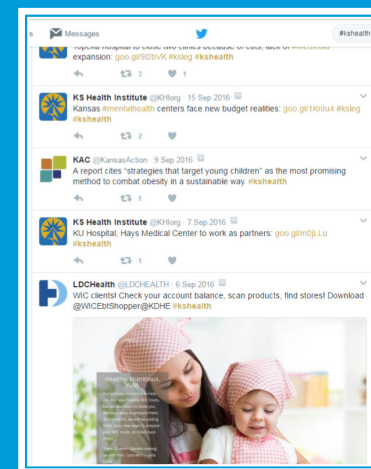 s Messages #kshealth
Topeka Hospital to close two clinics because of cuts, lack of #Medicaid
expansion: goo.gl/9I2bVK #ksleg #kshealth
3 1
KS Health Institute @KHIorg · 15 Sep 2016
Kansas #mentalhealth centers face new budget realities: goo.gl/1KnIu4 #ksleg
#kshealth
2
KAC @KansasAction · 9 Sep 2016
A report cites "strategies that target young children" as the most promising
method to combat obesity in a sustainable way. #kshealth
1 1
KS Health Institute @KHIorg · 7 Sep 2016
KU Hospital, Hays Medical Center to work as partners: goo.gl/m0jLLu
#kshealth
1
LDCHealth @LDCHEALTH · 6 Sep 2016
WIC clients! Check your account balance, scan products, find stores! Download
@WICEbtShopper@KDHE #kshealth
Healthy. Nutritious.
YUM.